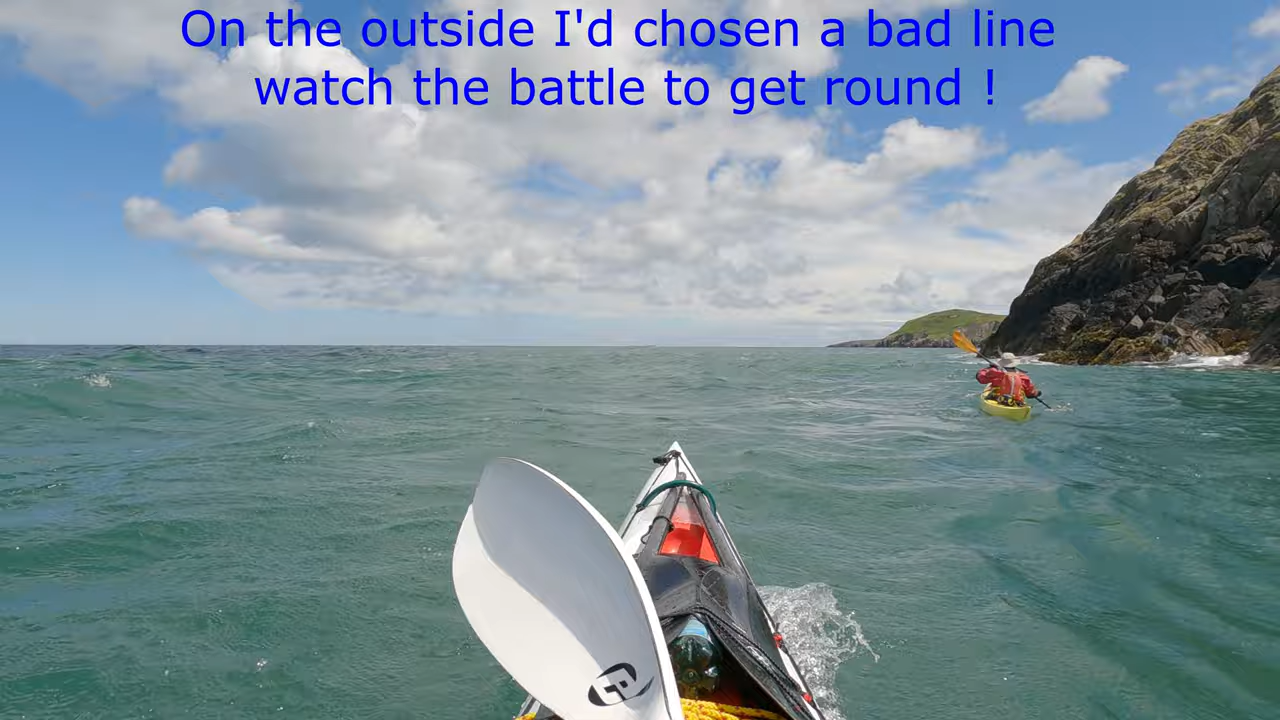 On the outside I'd chosen a bad line
watch the battle to get round !